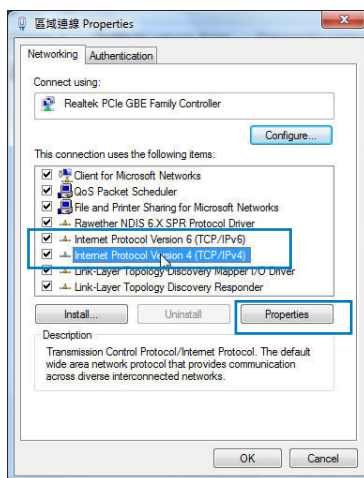 區域連線 Properties
Networking
Authentication
Connect using:
Realtek PCIe GBE Family Controller
Configure...
This connection uses the following items:
Client for Microsoft Networks
QoS Packet Scheduler
File and Printer Sharing for Microsoft Networks
Rawether NDIS 6.X SPR Protocol Driver
Internet Protocol Version 6 (TCP/IPv6)
Internet Protocol Version 4 (TCP/IPv4)
Link-Layer Topology Discovery Mapper I/O Driver
Link-Layer Topology Discovery Responder
Install...
Uninstall
Properties
Description
Transmission Control Protocol/Internet Protocol. The default
wide area network protocol that provides communication
across diverse interconnected networks.
OK
Cancel